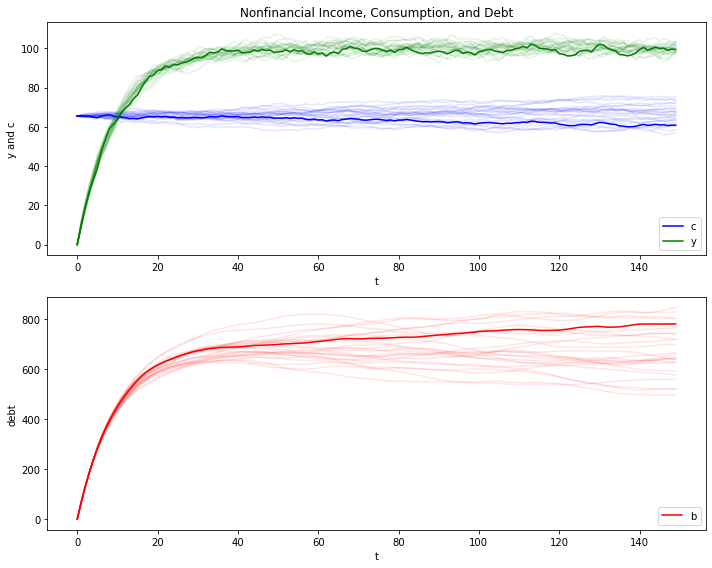 Nonfinancial Income, Consumption, and Debt
100
80
60
40
20
0
y and c
c
y
0 20 40 60 80 100 120 140
t
800
600
400
200
0
debt
b
0 20 40 60 80 100 120 140
t